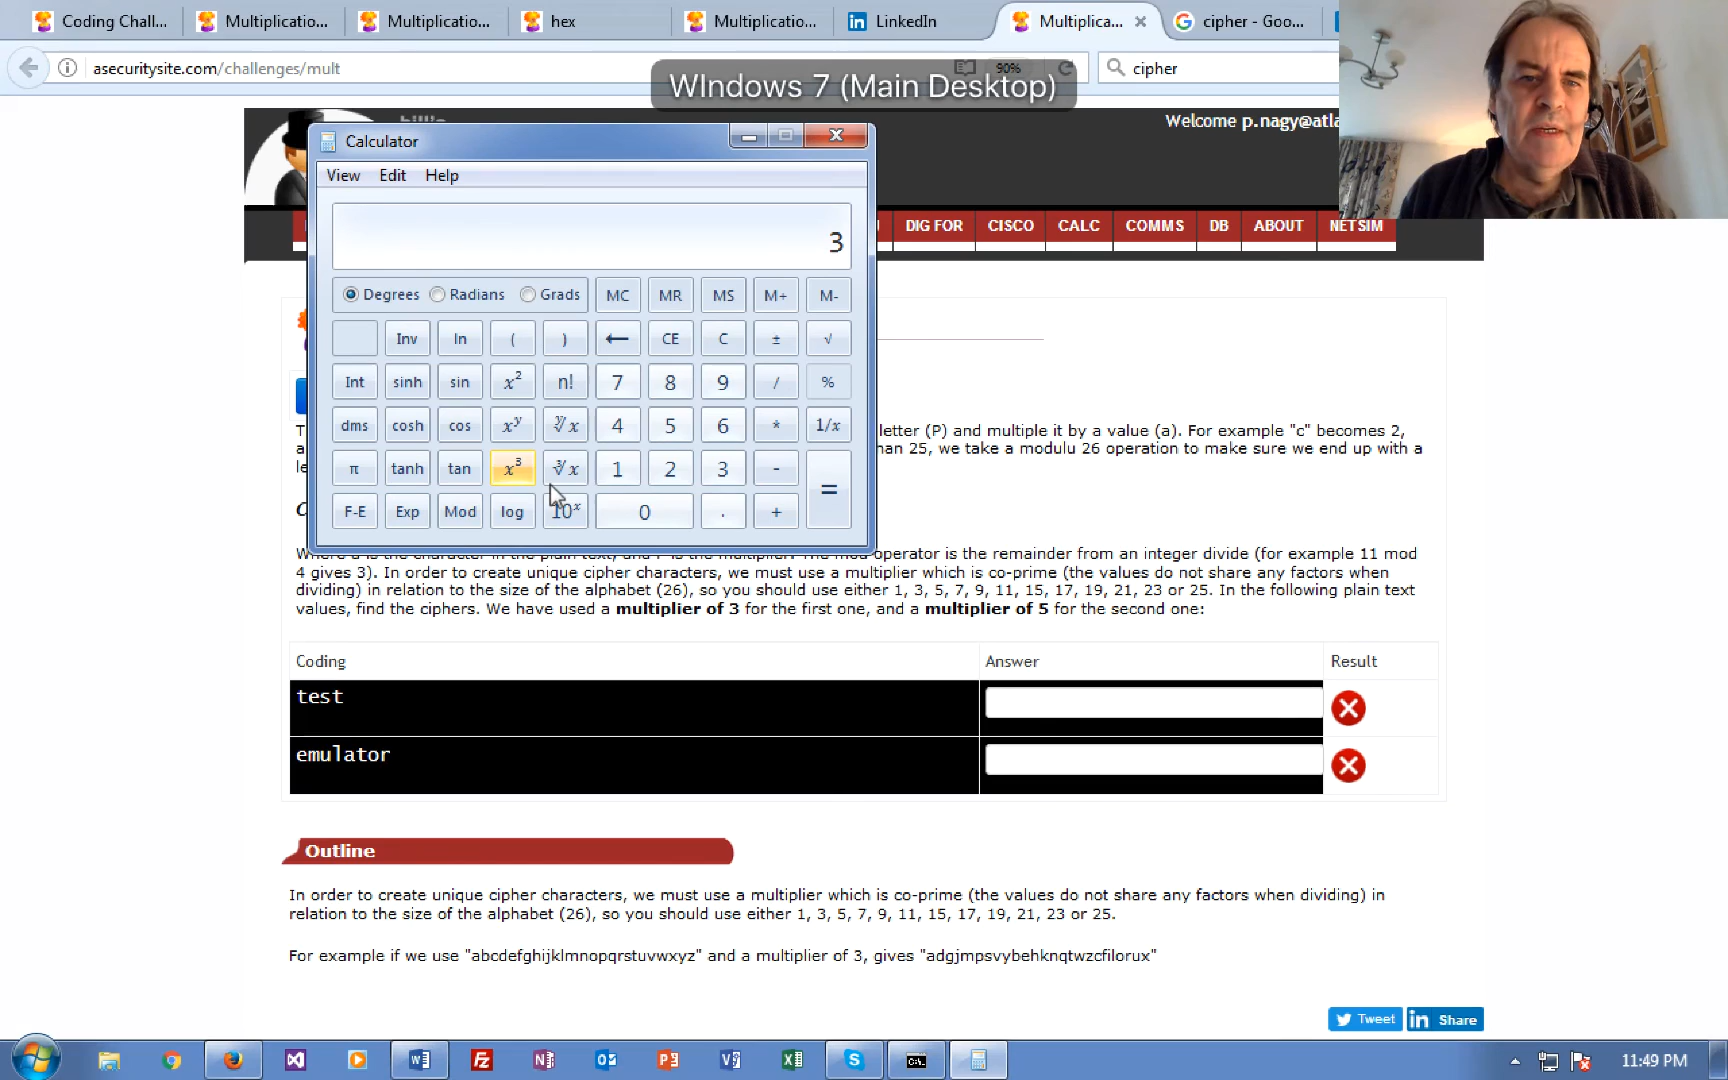 Coding Chall...
Multiplicatio...
Multiplicatio...
hex
Multiplicatio...
LinkedIn
Multiplica...
cipher - Goo...
asecuritysite.com/challenges/mult
90%
cipher
WIndows 7 (Main Desktop)
Welcome p.nagy@atla
Calculator
View Edit Help
3
Degrees Radians Grads MC MR MS M+ M-
Inv ln ( ) ← CE C ± √
Int sinh sin x² n! 7 8 9 / %
dms cosh cos xʸ ʸ√x 4 5 6 * 1/x
π tanh tan x³ ³√x 1 2 3 - =
F-E Exp Mod log 10ˣ 0 . +
DIG FOR CISCO CALC COMMS DB ABOUT NETSIM
letter (P) and multiple it by a value (a). For example "c" becomes 2,
han 25, we take a modulu 26 operation to make sure we end up with a
operator is the remainder from an integer divide (for example 11 mod
4 gives 3). In order to create unique cipher characters, we must use a multiplier which is co-prime (the values do not share any factors when
dividing) in relation to the size of the alphabet (26), so you should use either 1, 3, 5, 7, 9, 11, 15, 17, 19, 21, 23 or 25. In the following plain text
values, find the ciphers. We have used a multiplier of 3 for the first one, and a multiplier of 5 for the second one:
Coding Answer Result
test
emulator
Outline
In order to create unique cipher characters, we must use a multiplier which is co-prime (the values do not share any factors when dividing) in
relation to the size of the alphabet (26), so you should use either 1, 3, 5, 7, 9, 11, 15, 17, 19, 21, 23 or 25.
For example if we use "abcdefghijklmnopqrstuvwxyz" and a multiplier of 3, gives "adgjmpsvybehknqtwzcfilorux"
Tweet Share
11:49 PM